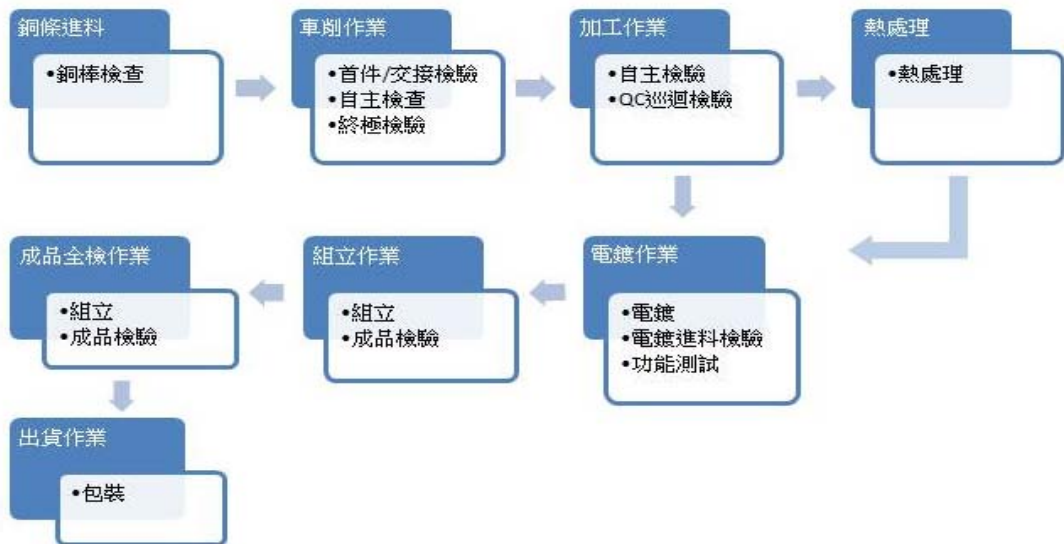 銅條進料
•銅棒檢查
車削作業
•首件/交接檢驗
•自主檢查
•終極檢驗
加工作業
•自主檢驗
•QC巡迴檢驗
熱處理
•熱處理
電鍍作業
•電鍍
•電鍍進料檢驗
•功能測試
組立作業
•組立
•成品檢驗
成品全檢作業
•組立
•成品檢驗
出貨作業
•包裝